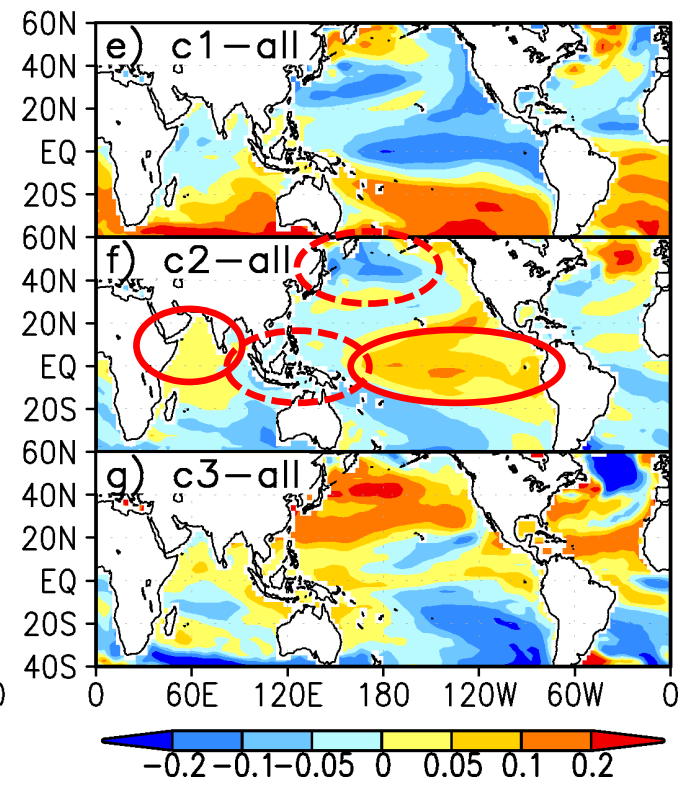 60N
e) c1−all
40N
20N
EQ
20S
60N
f) c2−all
40N
20N
EQ
20S
60N
g) c3−all
40N
20N
EQ
20S
40S
0 60E 120E 180 120W 60W 0
−0.2 −0.1 −0.05 0 0.05 0.1 0.2